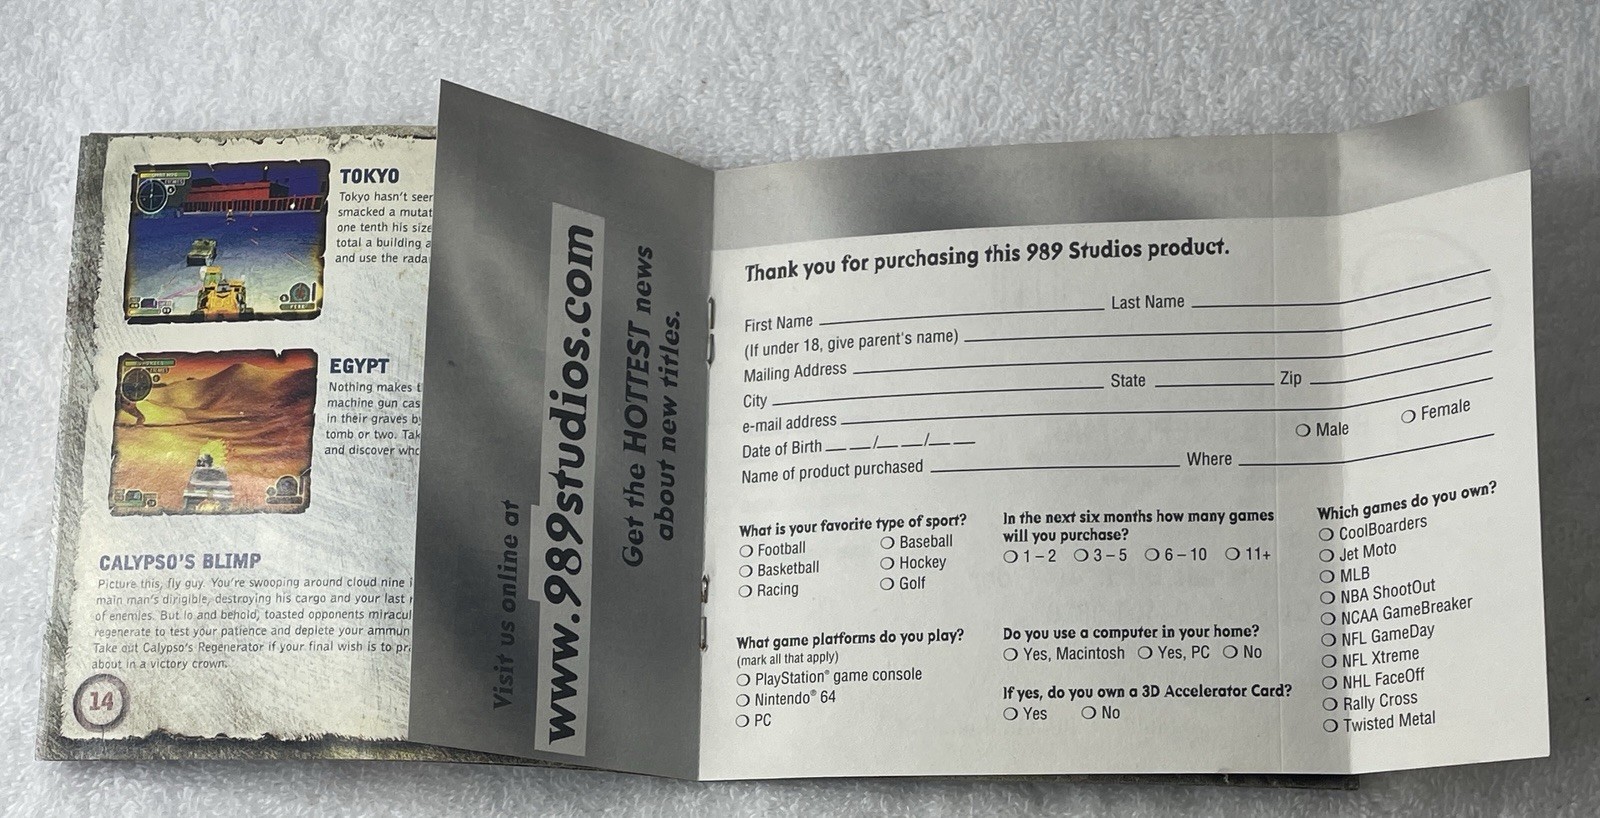 TOKYO
Tokyo hasn't seen
smacked a mutat
one tenth his size
total a building a
and use the rada
EGYPT
Nothing makes t
machine gun cas
in their graves b
tomb or two. Tak
and discover who
CALYPSO'S BLIMP
Picture this, fly guy. You're swooping around cloud nine
main man's dirigible, destroying his cargo and your last
of enemies. But lo and behold, toasted opponents miracul
regenerate to test your patience and deplete your ammun
Take out Calypso's Regenerator if your final wish is to pr
about in a victory crown.
14
Visit us online at
www.989studios.com
Get the HOTTEST news
about new titles.
Thank you for purchasing this 989 Studios product.
First Name Last Name
(If under 18, give parent's name)
Mailing Address
City State Zip
e-mail address
Date of Birth / / Male Female
Name of product purchased Where
What is your favorite type of sport?
Football Baseball
Basketball Hockey
Racing Golf
In the next six months how many games
will you purchase?
1 – 2 3 – 5 6 – 10 11+
What game platforms do you play?
(mark all that apply)
PlayStation® game console
Nintendo® 64
PC
Do you use a computer in your home?
Yes, Macintosh Yes, PC No
If yes, do you own a 3D Accelerator Card?
Yes No
Which games do you own?
CoolBoarders
Jet Moto
MLB
NBA ShootOut
NCAA GameBreaker
NFL GameDay
NFL Xtreme
NHL FaceOff
Rally Cross
Twisted Metal